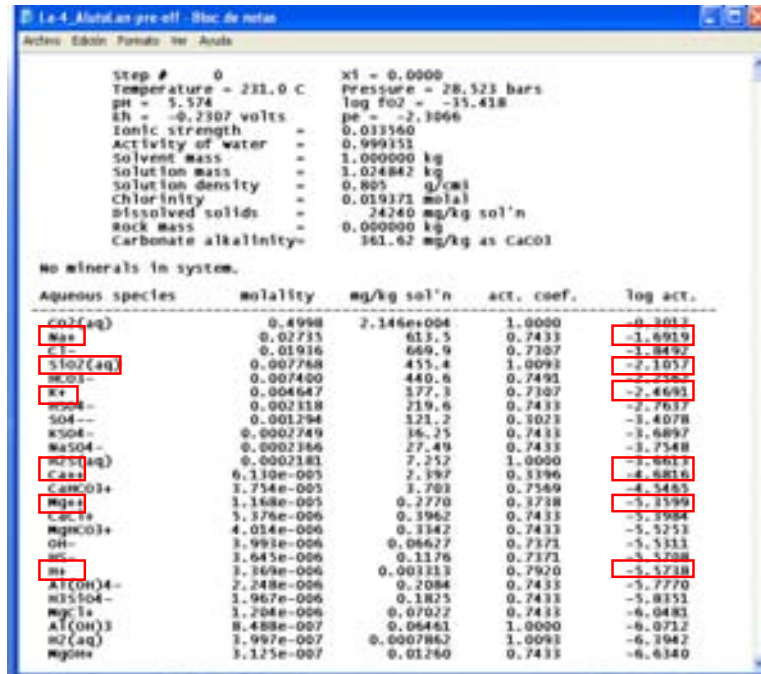 La-4_AlutoLan-pre-eff - Bloc de notas
Archivo Edición Formato Ver Ayuda
Step # 0 Xi = 0.0000
Temperature = 231.0 C Pressure = 28.523 bars
pH = 5.574 log fO2 = -35.418
Eh = -0.2307 volts pe = -2.3066
Ionic strength = 0.033560
Activity of water = 0.999351
Solvent mass = 1.000000 kg
Solution mass = 1.024842 kg
Solution density = 0.805 g/cm3
Chlorinity = 0.019371 molal
Dissolved solids = 24240 mg/kg sol'n
Rock mass = 0.000000 kg
Carbonate alkalinity= 361.62 mg/kg as CaCO3
No minerals in system.
Aqueous species molality mg/kg sol'n act. coef. log act.
CO2(aq) 0.4998 2.146e+004 1.0000 -0.3012
Na+ 0.02735 613.5 0.7433 -1.6919
Cl- 0.01936 669.9 0.7307 -1.8492
SiO2(aq) 0.007768 455.4 1.0093 -2.1057
HCO3- 0.007400 440.6 0.7491
K+ 0.004647 177.3 0.7307 -2.4691
HSO4- 0.002318 219.6 0.7433 -2.7637
SO4-- 0.001294 121.2 0.3023 -3.4078
KSO4- 0.0002749 36.25 0.7433 -3.6897
NaSO4- 0.0002366 27.49 0.7433 -3.7548
H2S(aq) 0.0002181 7.252 1.0000 -3.6613
Ca++ 6.130e-005 2.397 0.3396 -4.6816
CaHCO3+ 3.754e-005 3.703 0.7569 -4.5465
Mg++ 1.168e-005 0.2770 0.3738 -5.3599
CaCl+ 5.376e-006 0.3962 0.7433 -5.3984
MgHCO3+ 4.014e-006 0.3342 0.7433 -5.5253
OH- 3.993e-006 0.06627 0.7371 -5.5311
HS- 3.645e-006 0.1176 0.7371 -5.5708
H+ 3.369e-006 0.003313 0.7920 -5.5738
Al(OH)4- 2.248e-006 0.2084 0.7433 -5.7770
H3SiO4- 1.967e-006 0.1825 0.7433 -5.8351
MgCl+ 1.204e-006 0.07022 0.7433 -6.0481
Al(OH)3 8.488e-007 0.06461 1.0000 -6.0712
H2(aq) 3.997e-007 0.0007862 1.0093 -6.3942
MgOH+ 3.125e-007 0.01260 0.7433 -6.6340